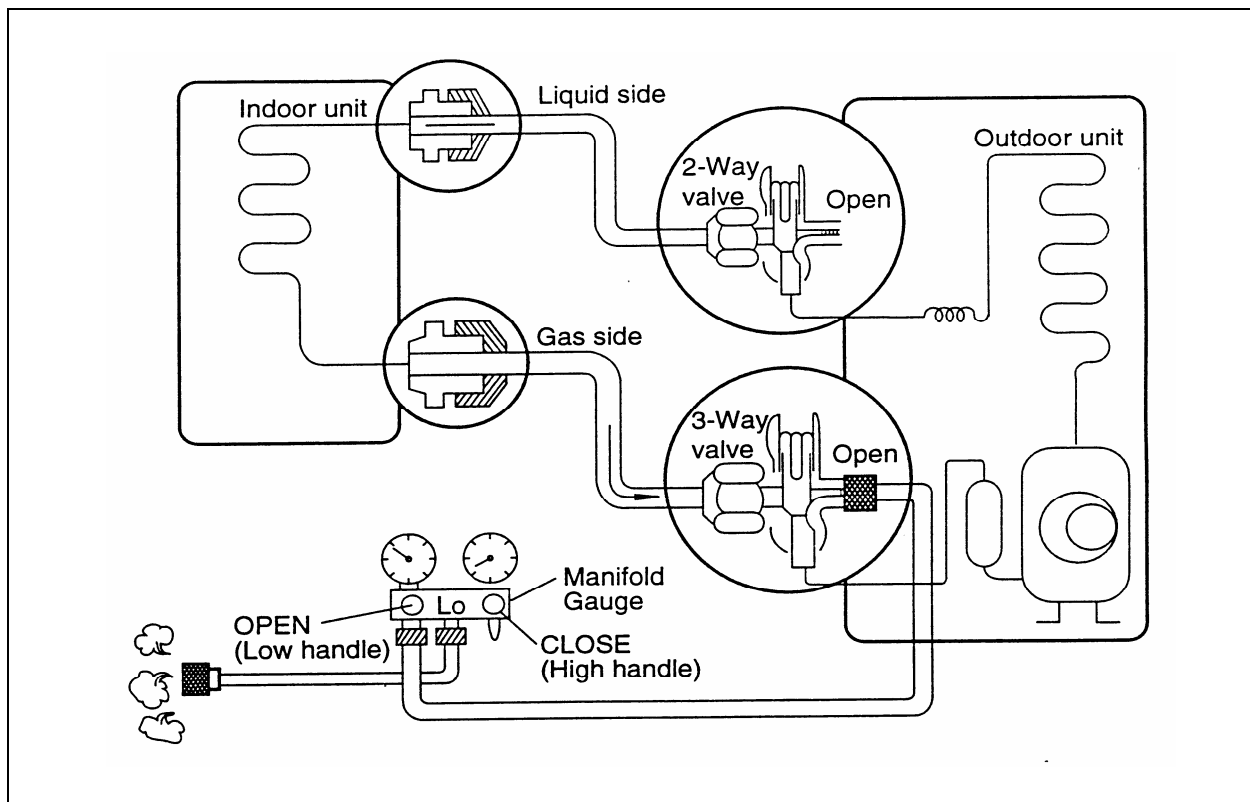 Indoor unit
Liquid side
Outdoor unit
2-Way
valve
Open
Gas side
3-Way
valve
Open
Manifold
Gauge
Lo
OPEN
(Low handle)
CLOSE
(High handle)